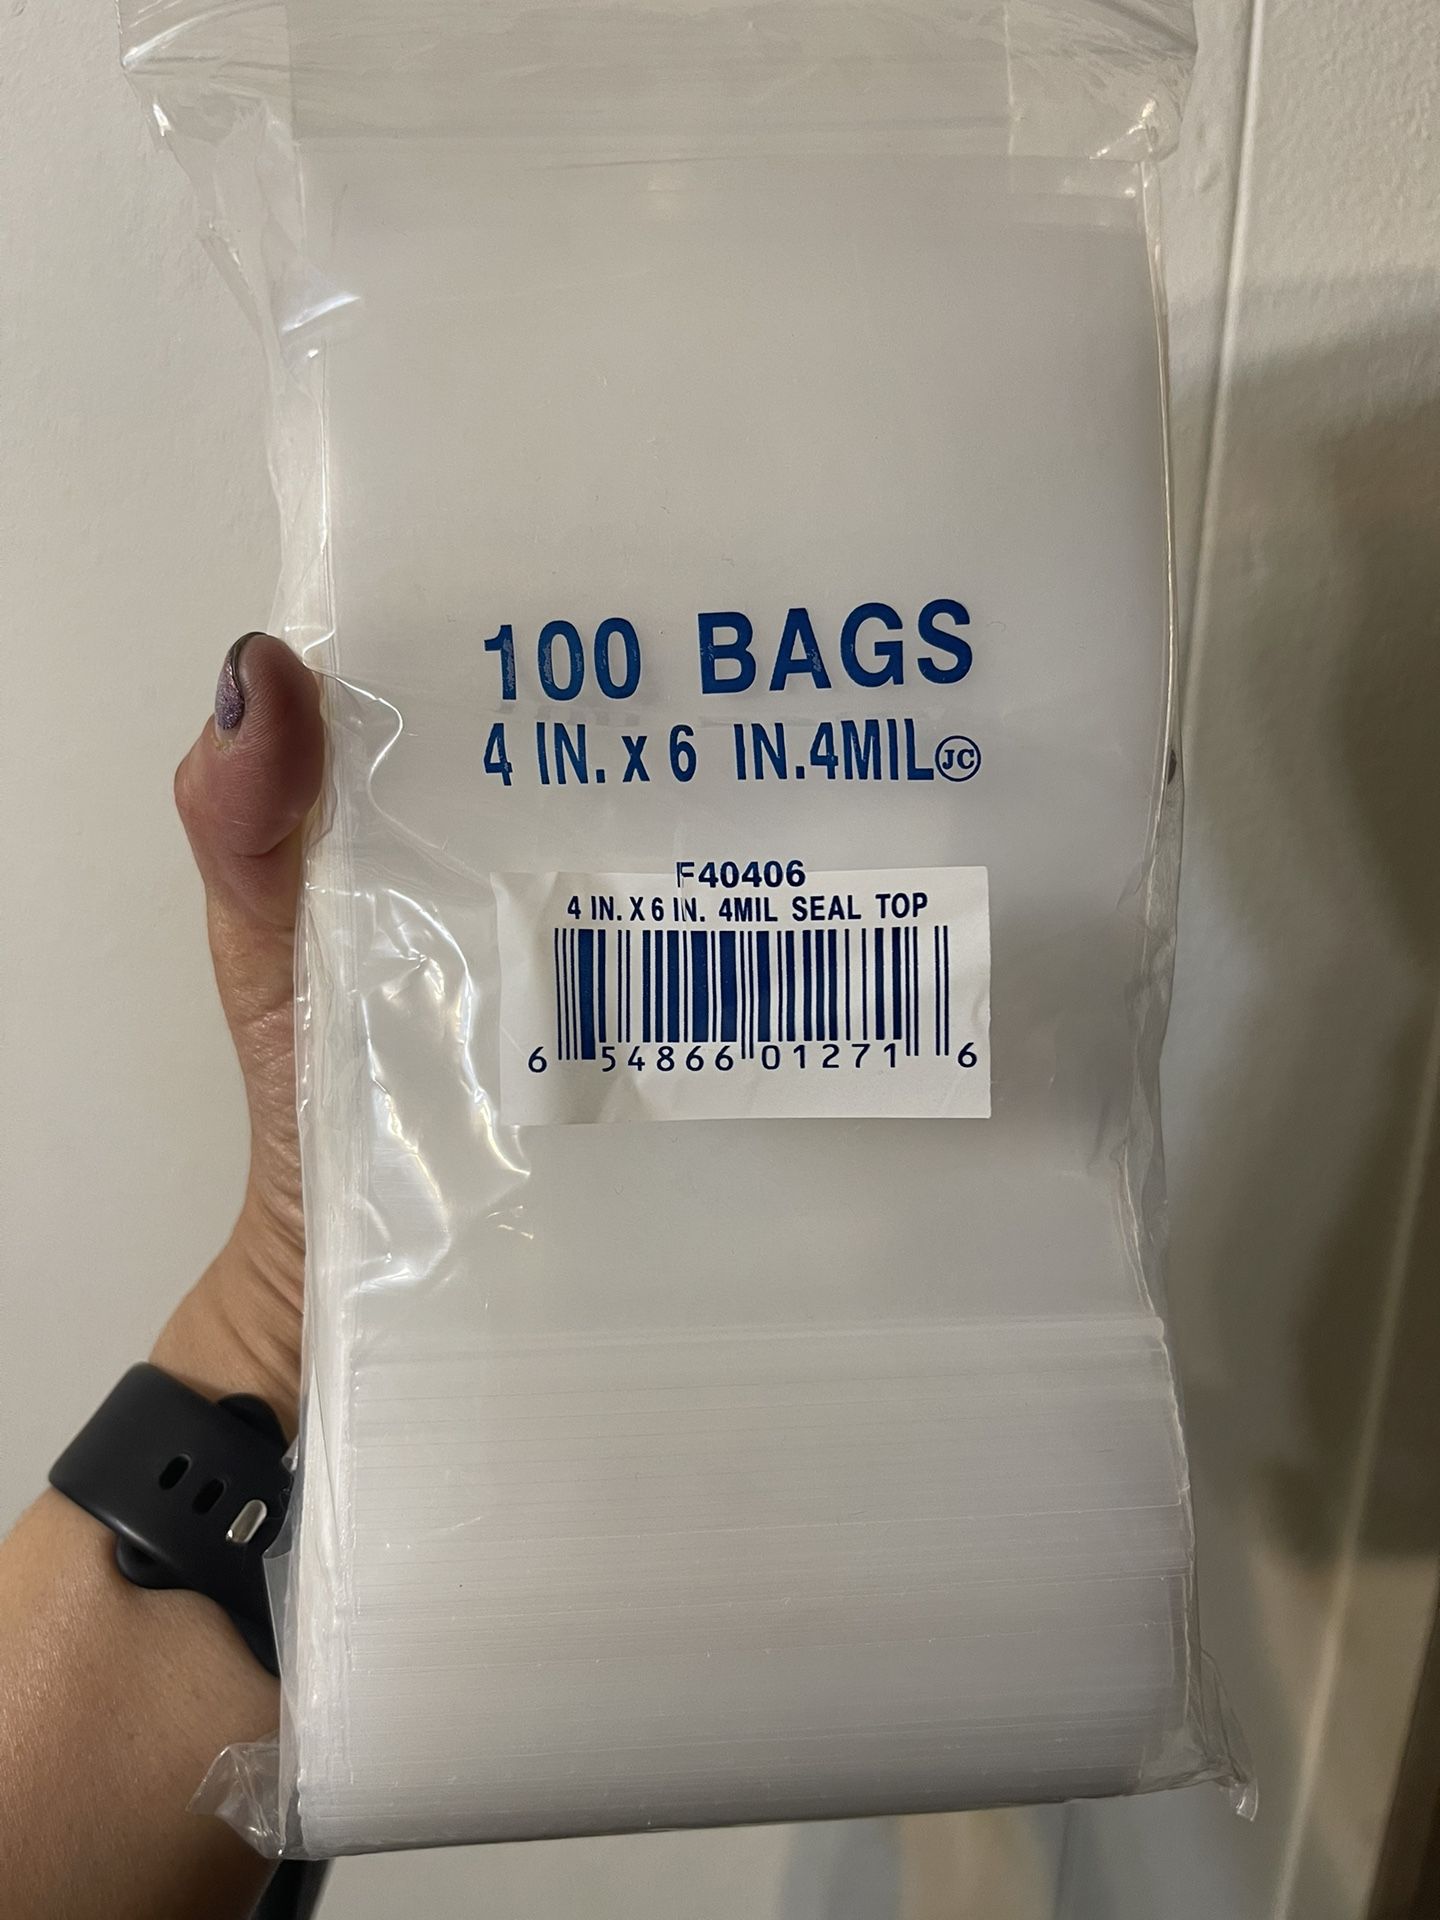 100 BAGS
4 IN. x 6 IN. 4MIL JC
F40406
4 IN. X 6 IN. 4MIL SEAL TOP
6 54866 01271 6